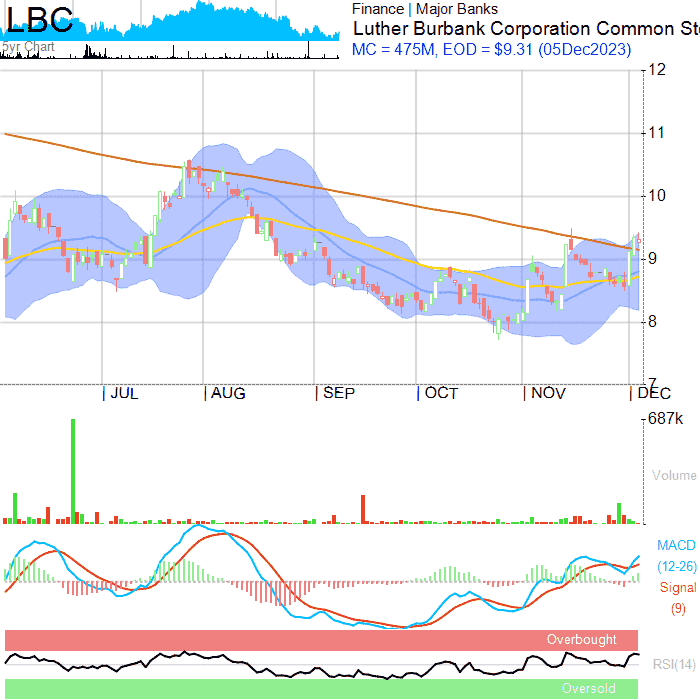 LBC
5yr Chart
Finance | Major Banks
Luther Burbank Corporation Common Sto
MC = 475M, EOD = $9.31 (05Dec2023)
12
11
10
9
8
7
JUL AUG SEP OCT NOV DEC
687k
Volume
MACD
(12-26)
Signal
(9)
Overbought
RSI(14)
Oversold